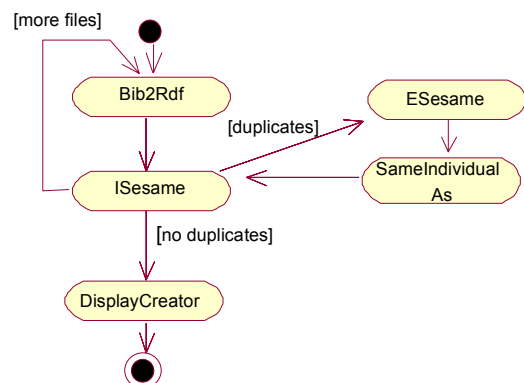 [more files]
Bib2Rdf
ESesame
[duplicates]
SameIndividual
As
ISesame
[no duplicates]
DisplayCreator